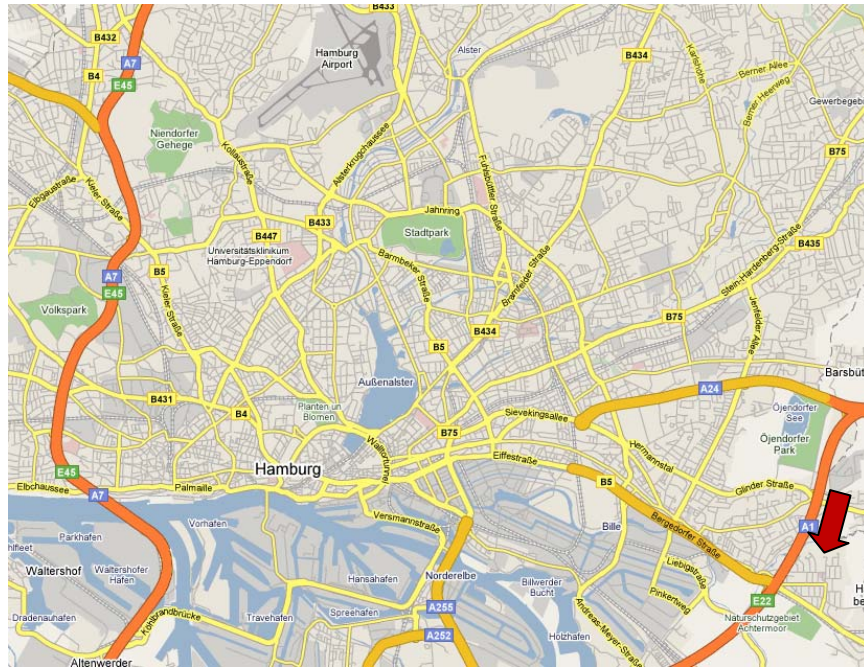 B433
B432
A7
E45
B4
Hamburg
Airport
Alster
B434
Karlshöhe
Berner Allee
Berner Heerweg
Gewerbegeb
Niendorfer
Gehege
Kollaustraße
Alsterkrugchaussee
Fuhlsbüttler Straße
B75
Elbgaustraße
Kieler Straße
Jahnring
B447
B433
Stadtpark
Universitätsklinikum
Hamburg-Eppendorf
B435
Stein-Hardenberg-Straße
Bramfelder Straße
Barmbeker Straße
A7
E45
B5
Kieler Straße
Volkspark
B434
B75
Jenfelder Allee
B5
Außenalster
Barsbüt
A24
B431
B4
Planten un
Blomen
Sievekingsallee
Öjendorfer
See
B75
Öjendorfer
Park
Walltortunnel
Eiffestraße
Hermannstal
E45
Hamburg
B5
Glinder Straße
Elbchaussee
A7
Palmaille
Versmannstraße
Bille
Bergedorfer Straße
A1
Vorhafen
Parkhafen
Waltershof
Waltershofer
Hafen
Hansahafen
Norderelbe
Billwerder
Bucht
Liebigstraße
Pinkertweg
E22
Dradenauhafen
Köhlbrandbrücke
Travehafen
Spreehafen
A255
A252
Andreas-Meyer-Straße
Holzhafen
Naturschutzgebiet
Achtermoor
Altenwerder